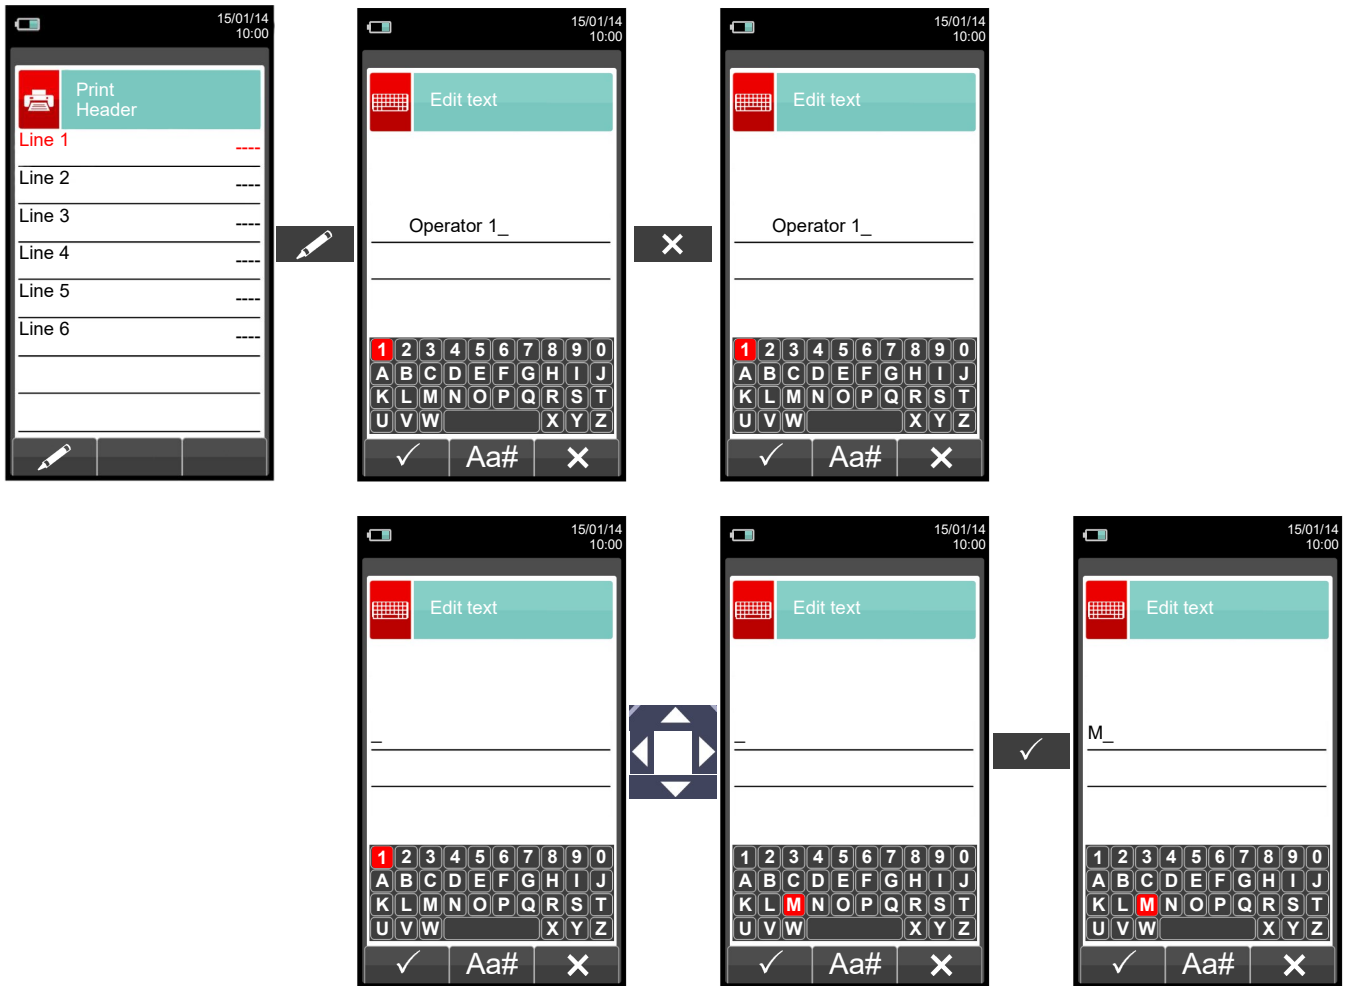 15/01/14
10:00
Print
Header
Line 1 ----
Line 2 ----
Line 3 ----
Line 4 ----
Line 5 ----
Line 6 ----
15/01/14
10:00
Edit text
Operator 1_
1 2 3 4 5 6 7 8 9 0
A B C D E F G H I J
K L M N O P Q R S T
U V W X Y Z
Aa#
15/01/14
10:00
Edit text
Operator 1_
1 2 3 4 5 6 7 8 9 0
A B C D E F G H I J
K L M N O P Q R S T
U V W X Y Z
Aa#
15/01/14
10:00
Edit text
_
1 2 3 4 5 6 7 8 9 0
A B C D E F G H I J
K L M N O P Q R S T
U V W X Y Z
Aa#
15/01/14
10:00
Edit text
_
1 2 3 4 5 6 7 8 9 0
A B C D E F G H I J
K L M N O P Q R S T
U V W X Y Z
Aa#
15/01/14
10:00
Edit text
M_
1 2 3 4 5 6 7 8 9 0
A B C D E F G H I J
K L M N O P Q R S T
U V W X Y Z
Aa#